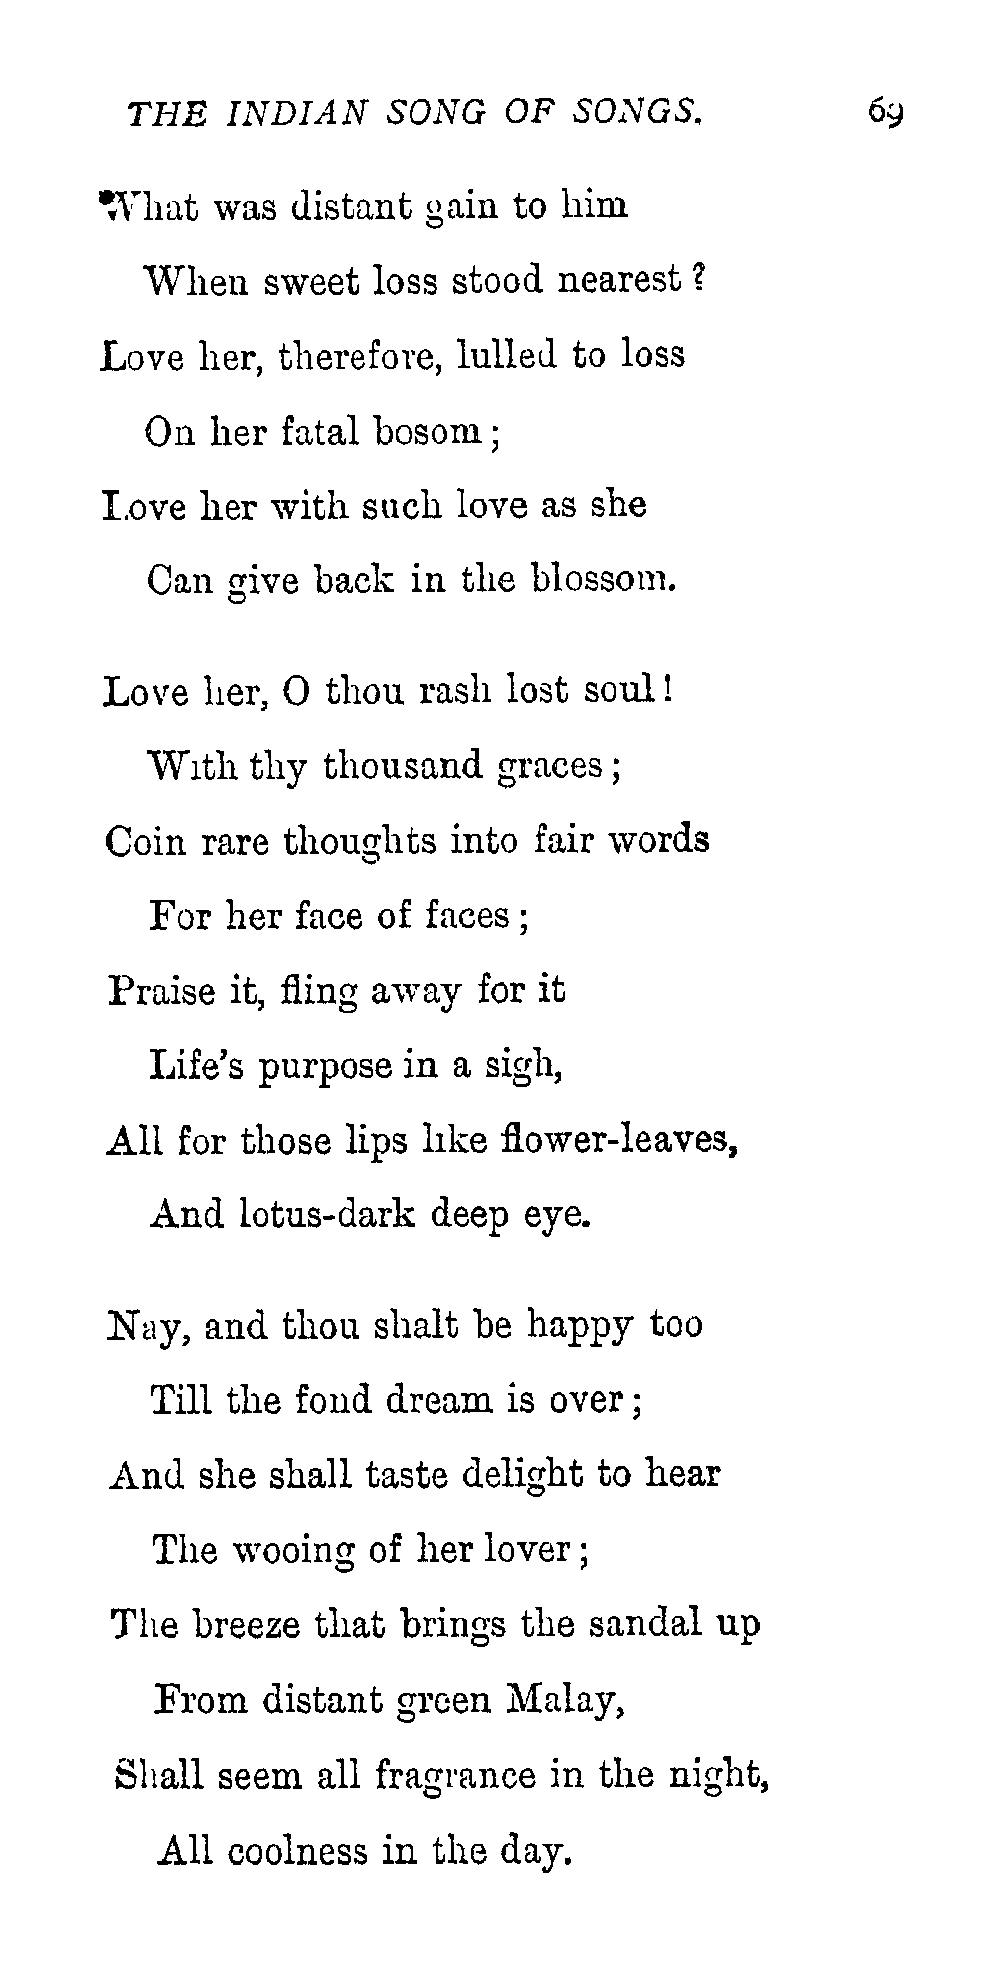 THE INDIAN SONG OF SONGS. 69
What was distant gain to him
When sweet loss stood nearest?
Love her, therefore, lulled to loss
On her fatal bosom;
Love her with such love as she
Can give back in the blossom.
Love her, O thou rash lost soul!
With thy thousand graces;
Coin rare thoughts into fair words
For her face of faces;
Praise it, fling away for it
Life's purpose in a sigh,
All for those lips like flower-leaves,
And lotus-dark deep eye.
Nay, and thou shalt be happy too
Till the fond dream is over;
And she shall taste delight to hear
The wooing of her lover;
The breeze that brings the sandal up
From distant green Malay,
Shall seem all fragrance in the night,
All coolness in the day.